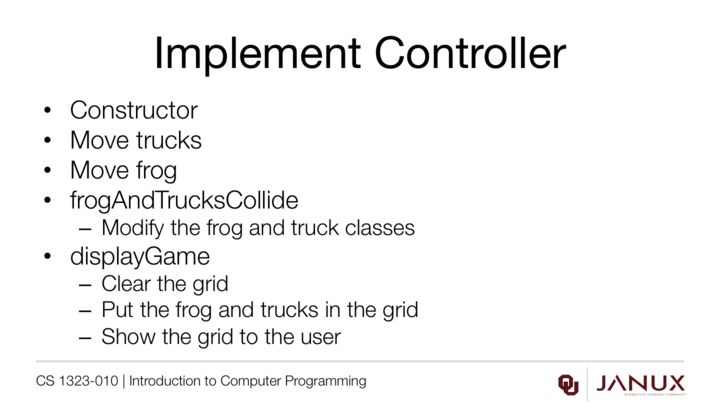 Implement Controller
• Constructor
• Move trucks
• Move frog
• frogAndTrucksCollide
– Modify the frog and truck classes
• displayGame
– Clear the grid
– Put the frog and trucks in the grid
– Show the grid to the user
CS 1323-010 | Introduction to Computer Programming
JANUX
INTERACTIVE LEARNING COMMUNITY